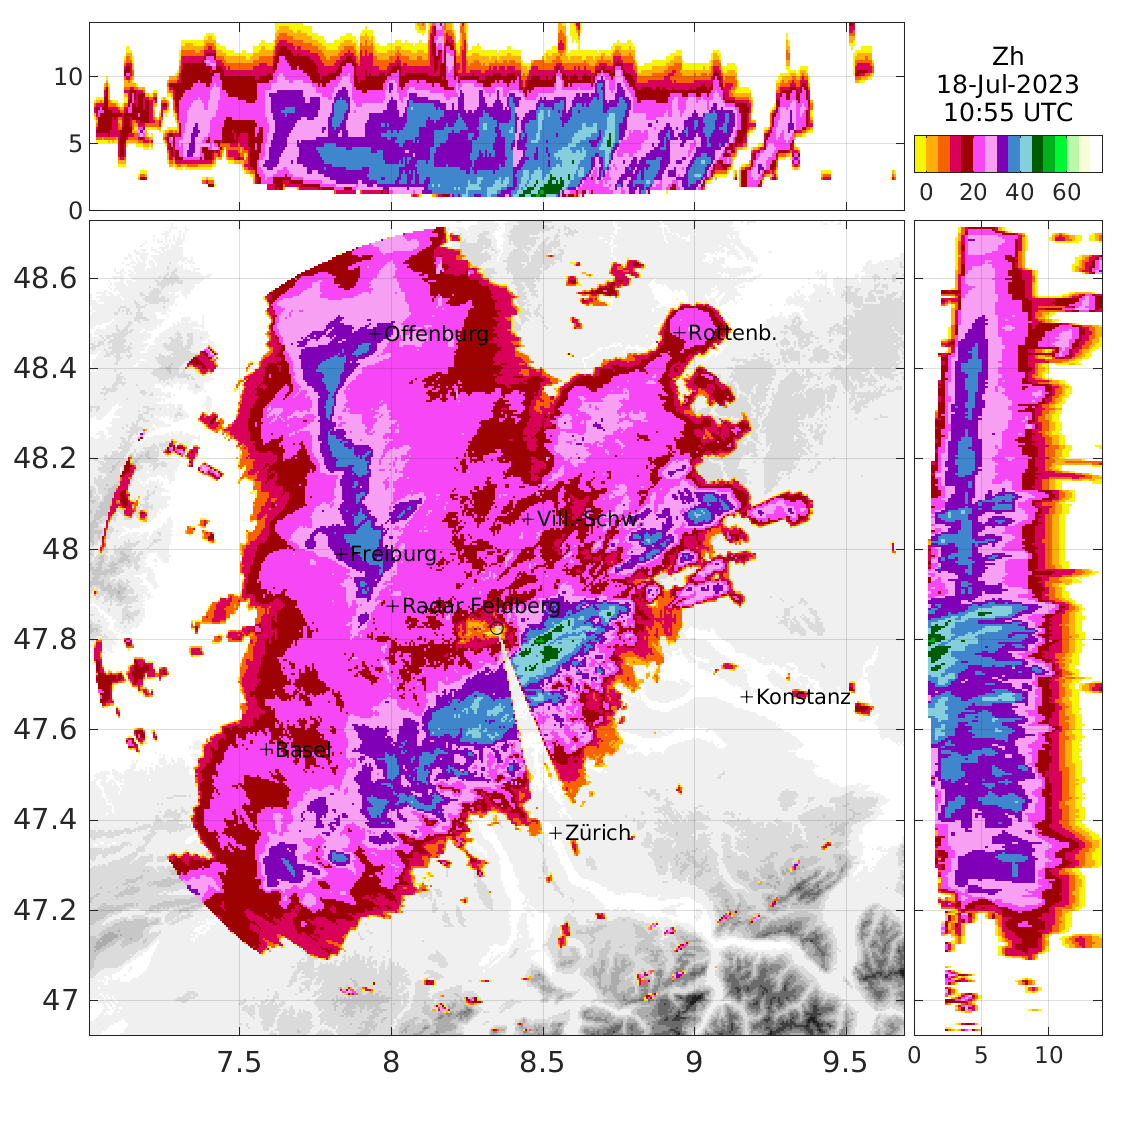 10
5
0
Zh
18-Jul-2023
10:55 UTC
0 20 40 60
48.6
48.4
48.2
48
47.8
47.6
47.4
47.2
47
+Offenburg
+Rottenb.
+Vill.-Schw.
+Freiburg
+Radar Feldberg
+Konstanz
+Basel
+Zürich
7.5 8 8.5 9 9.5
0 5 10